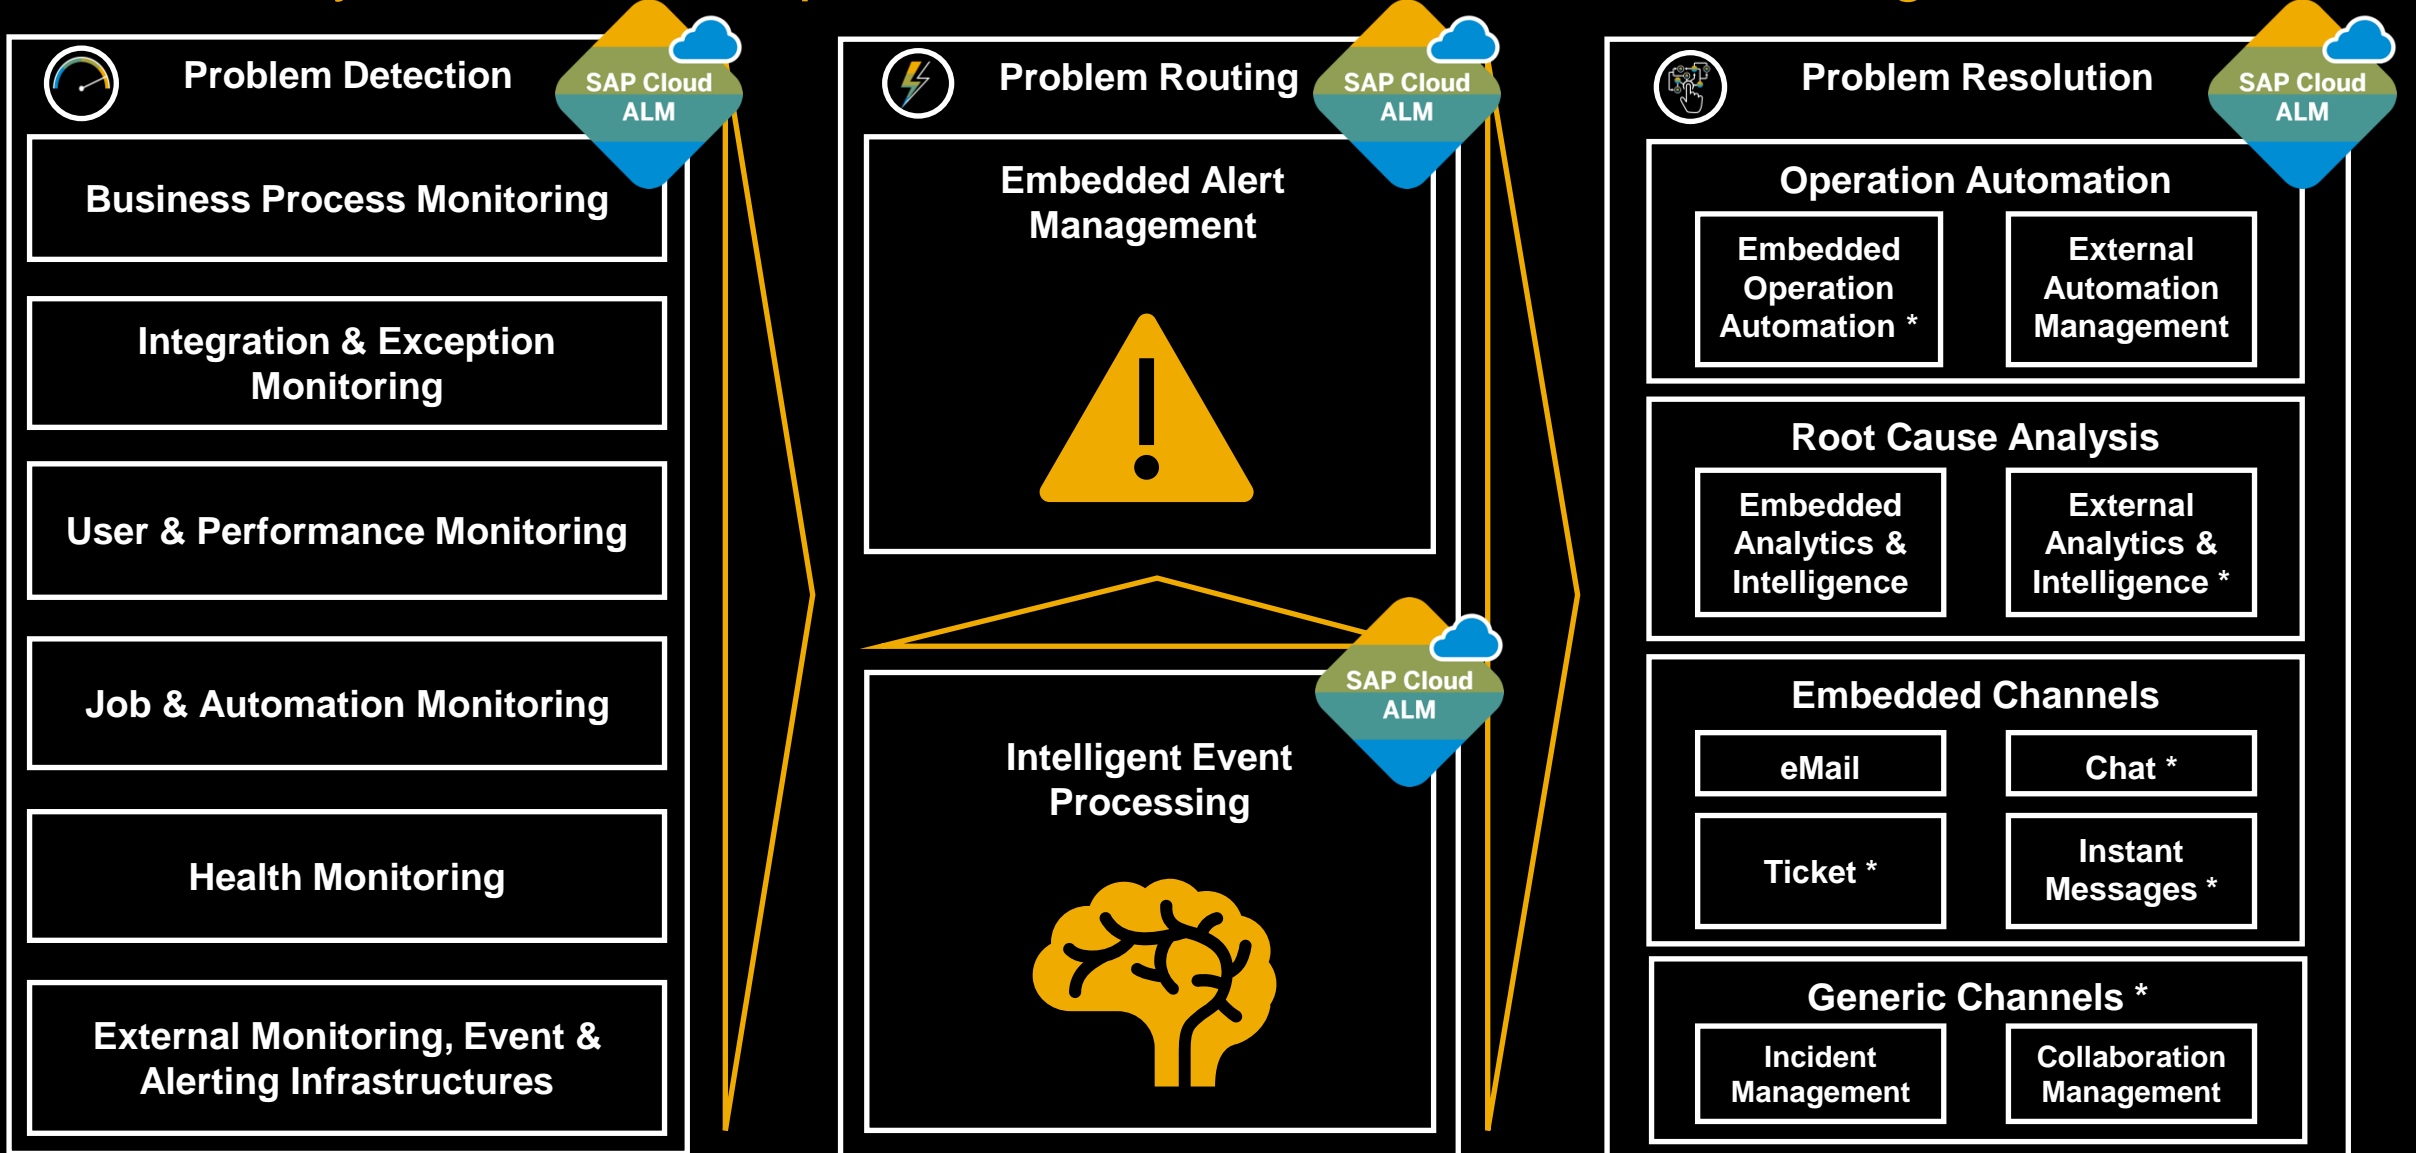 Problem Detection
SAP Cloud
ALM
Business Process Monitoring
Integration & Exception
Monitoring
User & Performance Monitoring
Job & Automation Monitoring
Health Monitoring
External Monitoring, Event &
Alerting Infrastructures
Problem Routing
SAP Cloud
ALM
Embedded Alert
Management
SAP Cloud
ALM
Intelligent Event
Processing
Problem Resolution
SAP Cloud
ALM
Operation Automation
Embedded
Operation
Automation *
External
Automation
Management
Root Cause Analysis
Embedded
Analytics &
Intelligence
External
Analytics &
Intelligence *
Embedded Channels
eMail
Chat *
Ticket *
Instant
Messages *
Generic Channels *
Incident
Management
Collaboration
Management